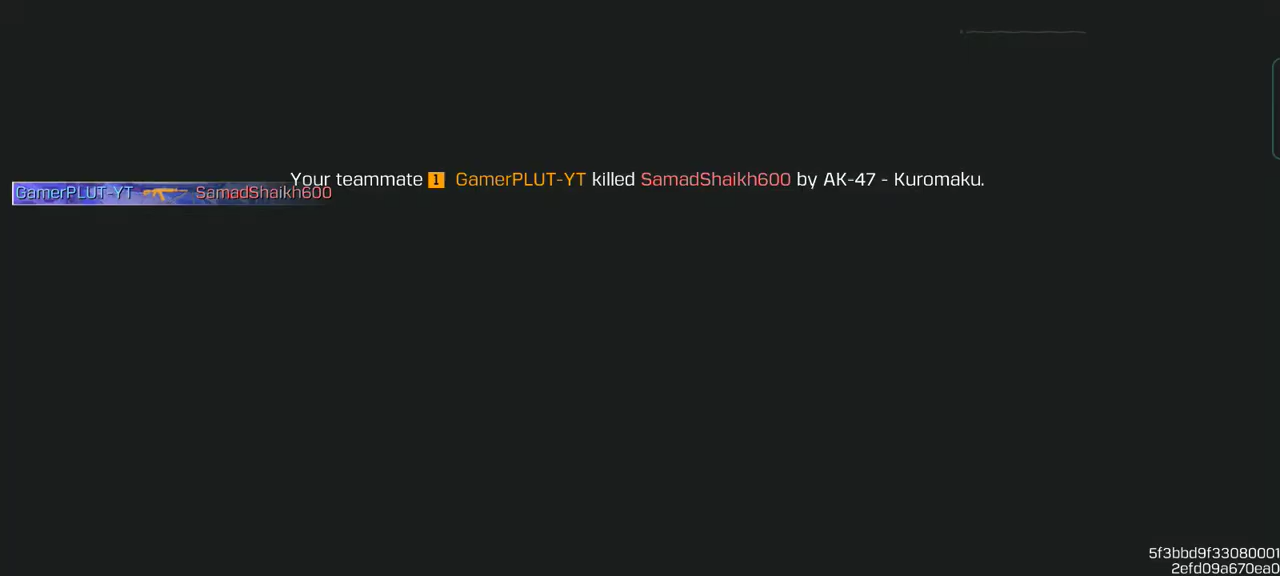 Your teammate 1 GamerPLUT-YT killed SamadShaikh600 by AK-47 - Kuromaku.
GamerPLUT-YT SamadShaikh600
5f3bbd9f33080001
2efd09a670ea0